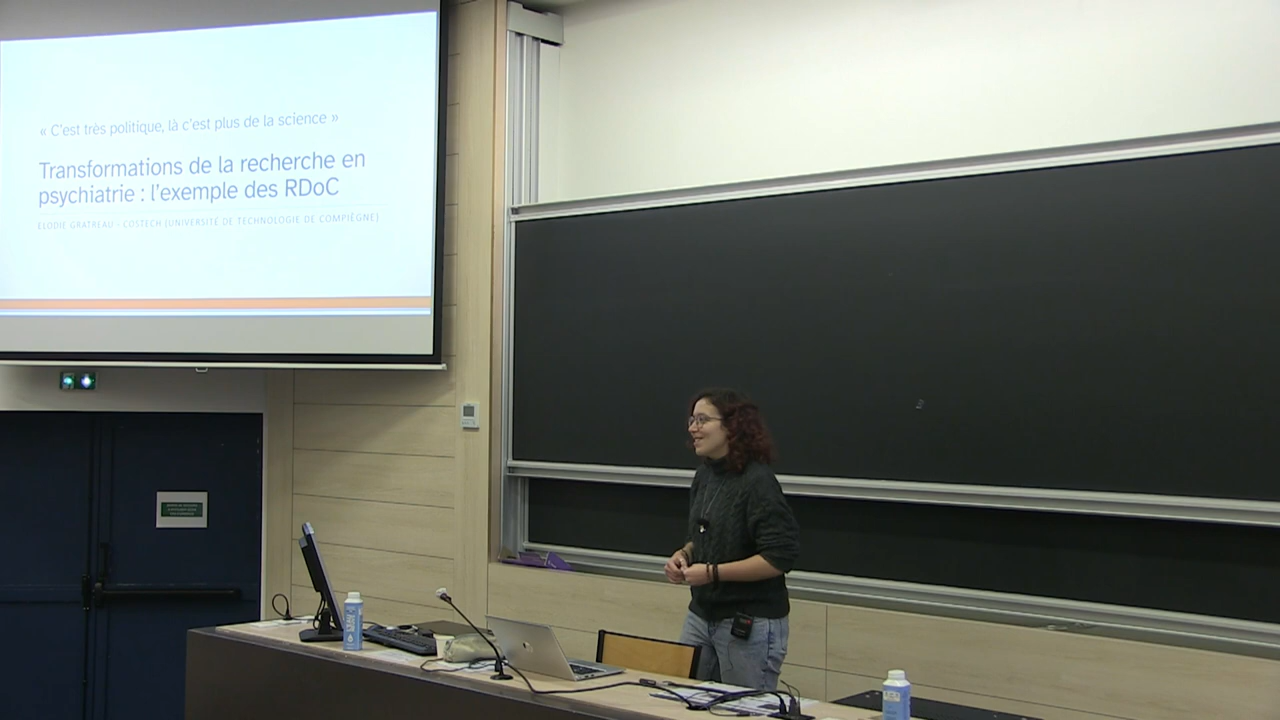 « C'est très politique, là c'est plus de la science »
Transformations de la recherche en
psychiatrie : l'exemple des RDoC
ELODIE GRATREAU - COSTECH (UNIVERSITÉ DE TECHNOLOGIE DE COMPIÈGNE)